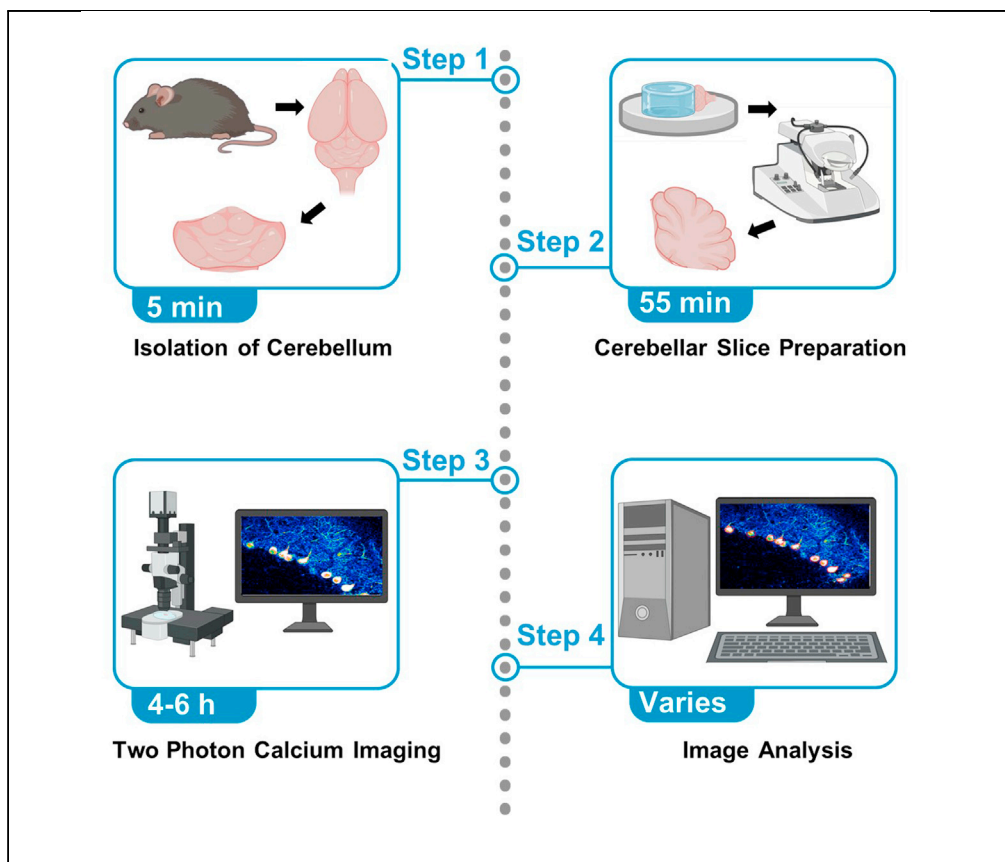 Step 1
5 min
Isolation of Cerebellum
Step 2
55 min
Cerebellar Slice Preparation
Step 3
4-6 h
Two Photon Calcium Imaging
Step 4
Varies
Image Analysis